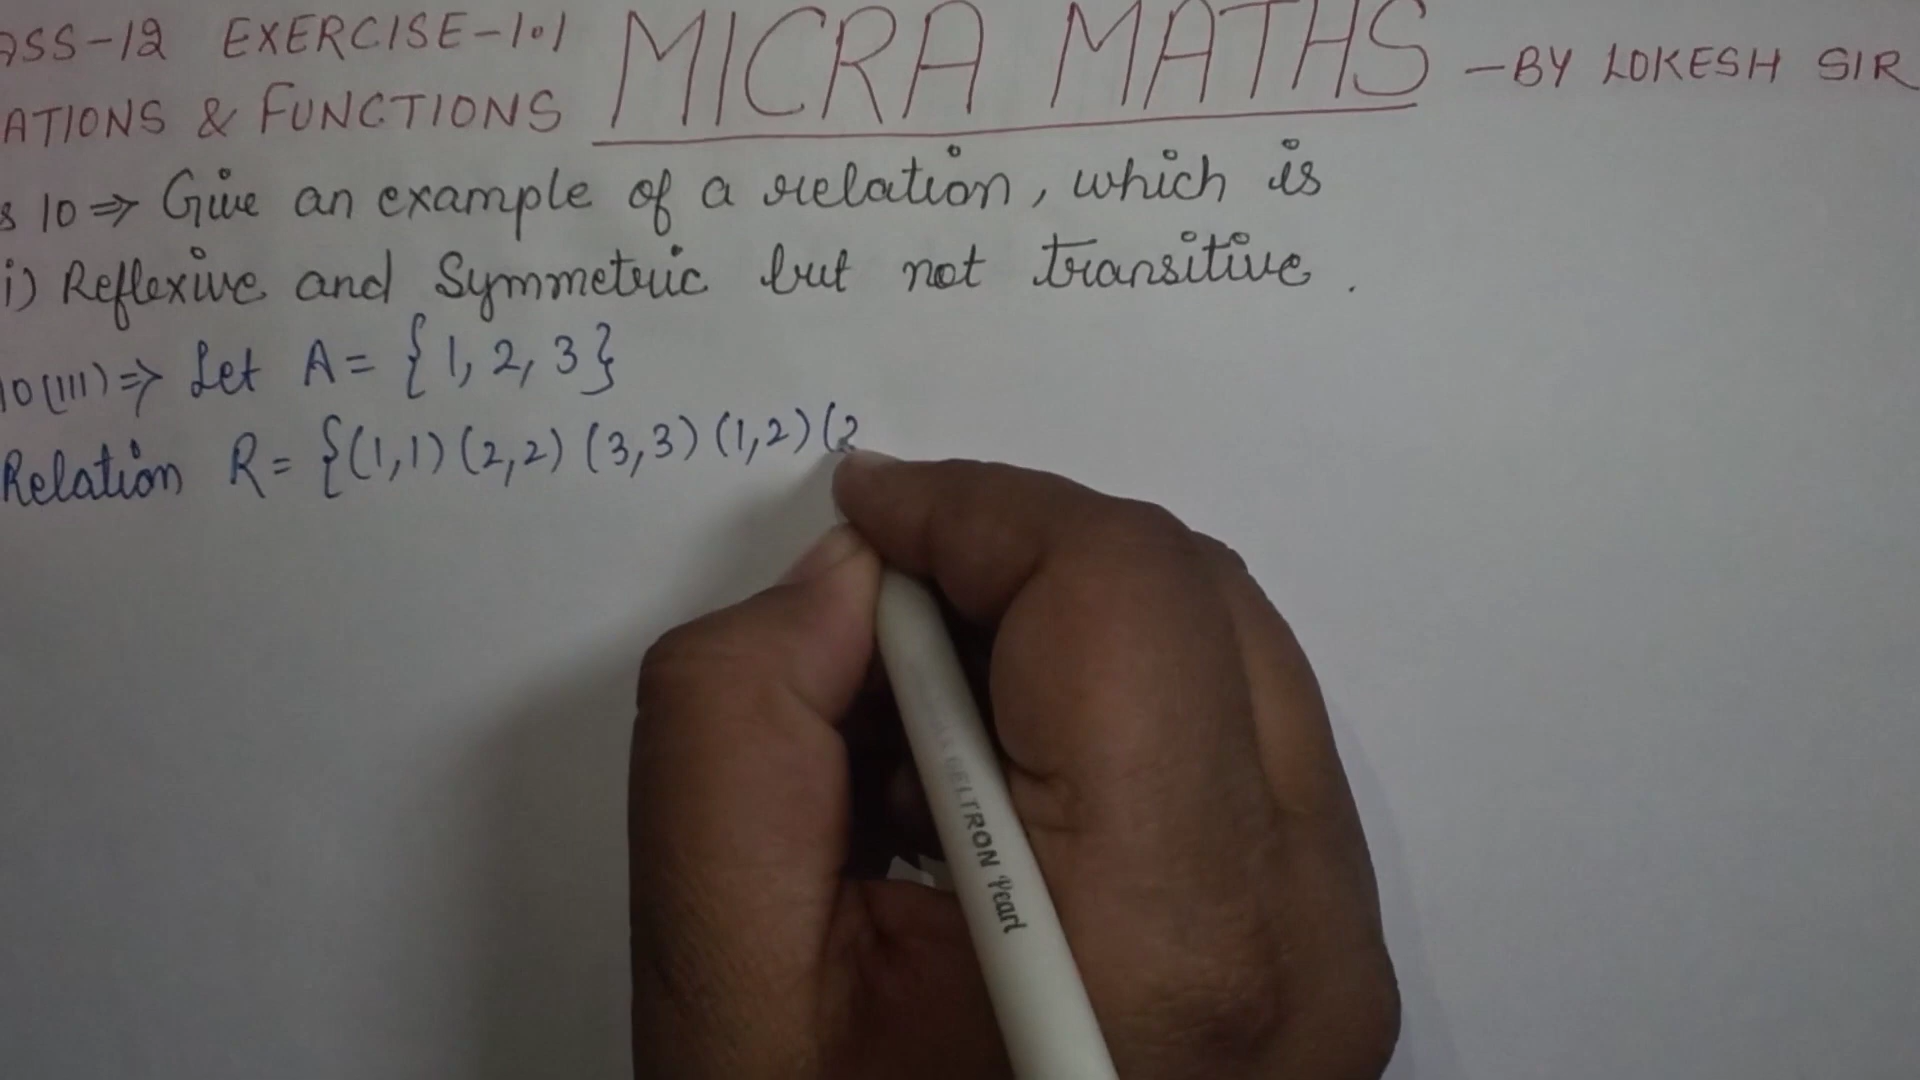 ASS-12 EXERCISE-1.1 MICRA MATHS -BY LOKESH SIR
ATIONS & FUNCTIONS
s 10 ⇒ Give an example of a relation, which is
i) Reflexive and Symmetric but not transitive.
10(III) ⇒ Let A = {1, 2, 3}
Relation R = {(1,1) (2,2) (3,3) (1,2) (2
BELTRON Pearl